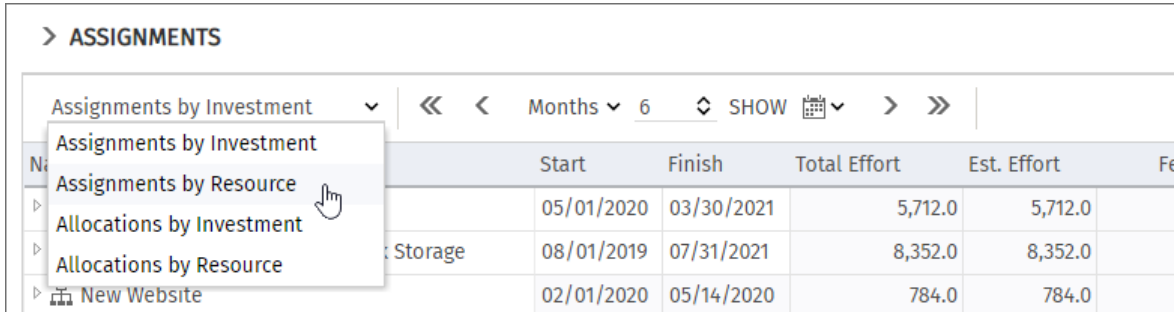 ASSIGNMENTS
Assignments by Investment Months 6 SHOW
Assignments by Investment
Start Finish Total Effort Est. Effort
Assignments by Resource
05/01/2020 03/30/2021 5,712.0 5,712.0
Allocations by Investment
Storage 08/01/2019 07/31/2021 8,352.0 8,352.0
Allocations by Resource
New Website 02/01/2020 05/14/2020 784.0 784.0